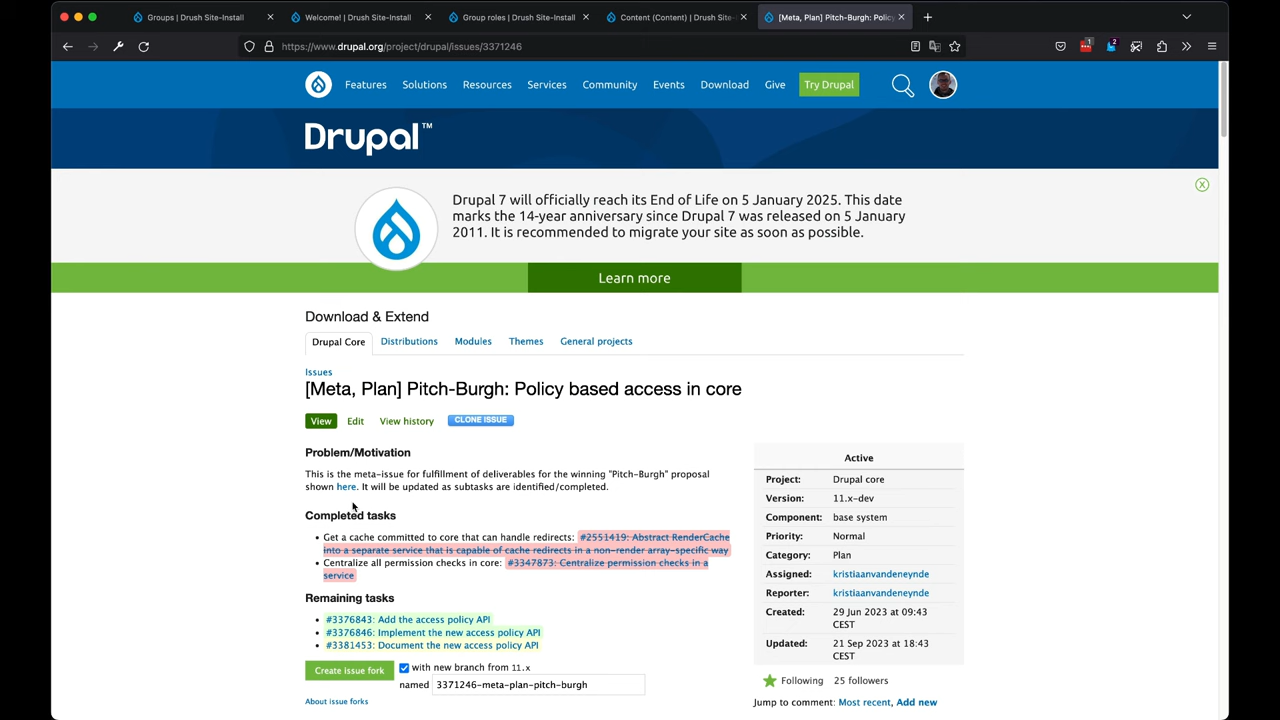 Groups | Drush Site-Install
Welcome! | Drush Site-Install
Group roles | Drush Site-Install
Content (Content) | Drush Site-
[Meta, Plan] Pitch-Burgh: Polic
https://www.drupal.org/project/drupal/issues/3371246
1
2
Features
Solutions
Resources
Services
Community
Events
Download
Give
Try Drupal
Drupal™
Drupal 7 will officially reach its End of Life on 5 January 2025. This date
marks the 14-year anniversary since Drupal 7 was released on 5 January
2011. It is recommended to migrate your site as soon as possible.
Learn more
Download & Extend
Drupal Core
Distributions
Modules
Themes
General projects
Issues
[Meta, Plan] Pitch-Burgh: Policy based access in core
View
Edit
View history
CLONE ISSUE
Problem/Motivation
This is the meta-issue for fulfillment of deliverables for the winning "Pitch-Burgh" proposal
shown here. It will be updated as subtasks are identified/completed.
Completed tasks
Get a cache committed to core that can handle redirects: #2551419: Abstract RenderCache
into a separate service that is capable of cache redirects in a non-render array-specific way
Centralize all permission checks in core: #3347873: Centralize permission checks in a
service
Remaining tasks
#3376843: Add the access policy API
#3376846: Implement the new access policy API
#3381453: Document the new access policy API
Create issue fork
with new branch from 11.x
named 3371246-meta-plan-pitch-burgh
About issue forks
Active
Project: Drupal core
Version: 11.x-dev
Component: base system
Priority: Normal
Category: Plan
Assigned: kristiaanvandeneynde
Reporter: kristiaanvandeneynde
Created: 29 Jun 2023 at 09:43
CEST
Updated: 21 Sep 2023 at 18:43
CEST
Following 25 followers
Jump to comment: Most recent, Add new